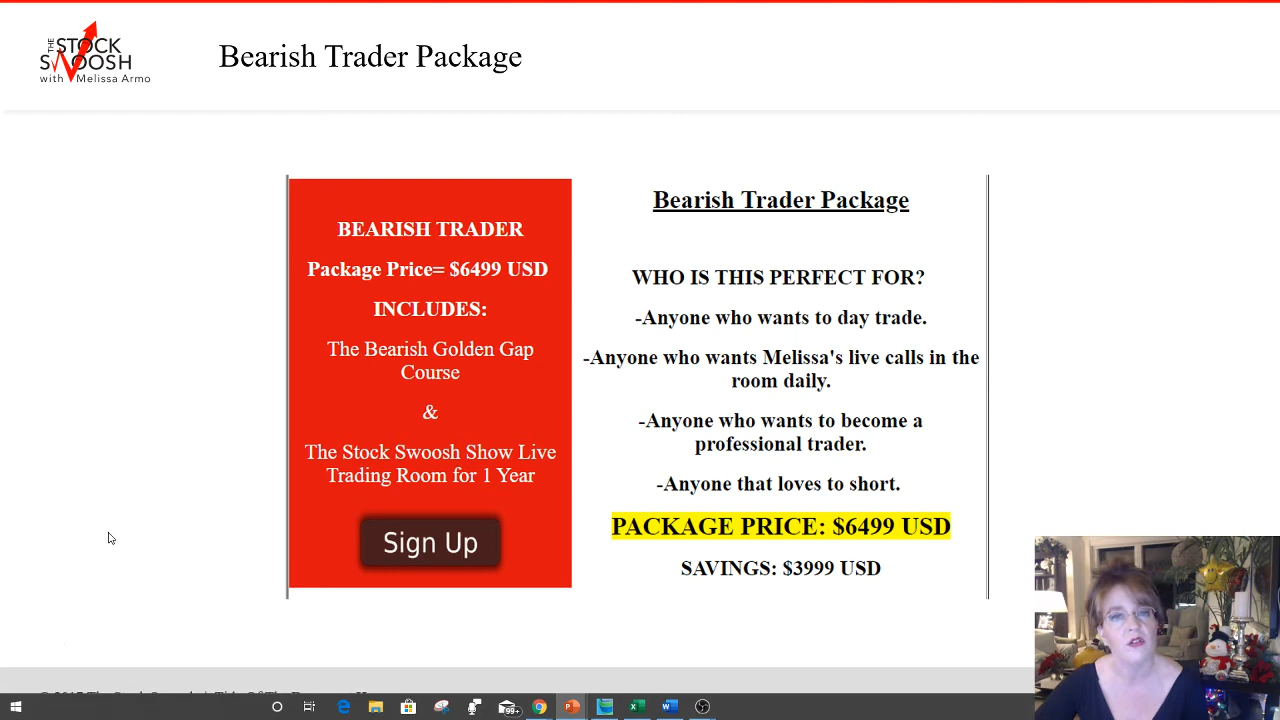 THE
STOCK
SWOOSH
with Melissa Armo
Bearish Trader Package
BEARISH TRADER
Package Price= $6499 USD
INCLUDES:
The Bearish Golden Gap
Course
&
The Stock Swoosh Show Live
Trading Room for 1 Year
Sign Up
Bearish Trader Package
WHO IS THIS PERFECT FOR?
-Anyone who wants to day trade.
-Anyone who wants Melissa's live calls in the
room daily.
-Anyone who wants to become a
professional trader.
-Anyone that loves to short.
PACKAGE PRICE: $6499 USD
SAVINGS: $3999 USD
99+